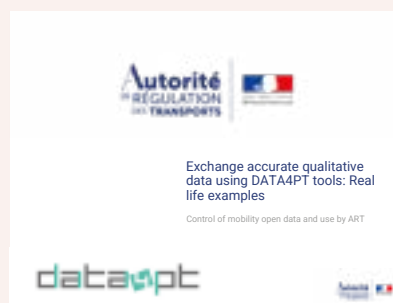 Autorité
DE RÉGULATION
DES TRANSPORTS
Exchange accurate qualitative
data using DATA4PT tools: Real
life examples
Control of mobility open data and use by ART
data4pt